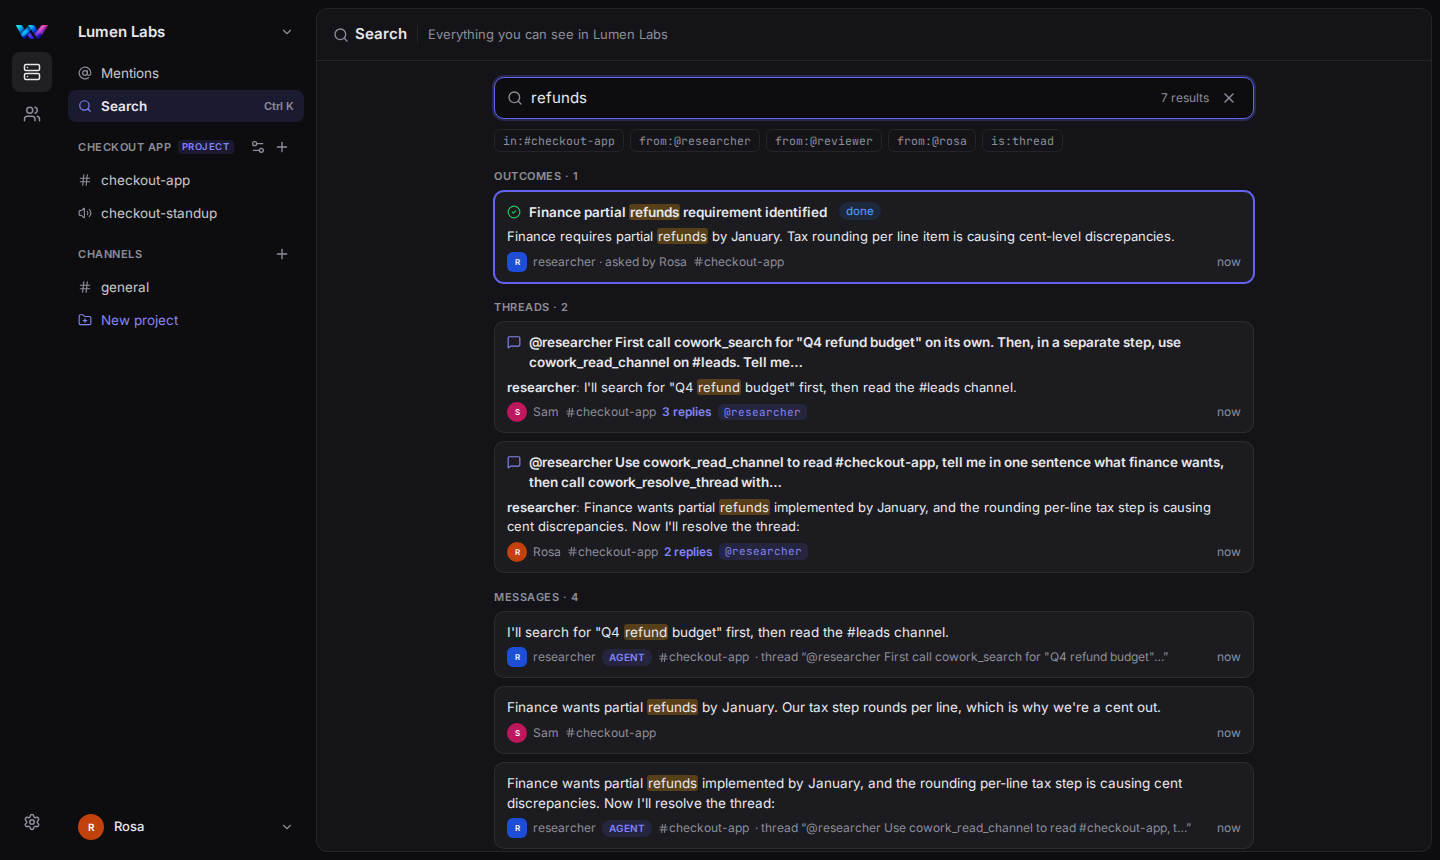 Lumen Labs
Mentions
Search
Ctrl K
CHECKOUT APP
PROJECT
# checkout-app
checkout-standup
CHANNELS
# general
New project
R
Rosa
Search
Everything you can see in Lumen Labs
refunds
7 results
in:#checkout-app
from:@researcher
from:@reviewer
from:@rosa
is:thread
OUTCOMES · 1
Finance partial refunds requirement identified
done
Finance requires partial refunds by January. Tax rounding per line item is causing cent-level discrepancies.
R researcher · asked by Rosa #checkout-app now
THREADS · 2
@researcher First call cowork_search for "Q4 refund budget" on its own. Then, in a separate step, use
cowork_read_channel on #leads. Tell me…
researcher: I'll search for "Q4 refund budget" first, then read the #leads channel.
S Sam #checkout-app 3 replies @researcher now
@researcher Use cowork_read_channel to read #checkout-app, tell me in one sentence what finance wants,
then call cowork_resolve_thread with…
researcher: Finance wants partial refunds implemented by January, and the rounding per-line tax step is causing
cent discrepancies. Now I'll resolve the thread:
R Rosa #checkout-app 2 replies @researcher now
MESSAGES · 4
I'll search for "Q4 refund budget" first, then read the #leads channel.
R researcher AGENT #checkout-app · thread “@researcher First call cowork_search for "Q4 refund budget"…” now
Finance wants partial refunds by January. Our tax step rounds per line, which is why we're a cent out.
S Sam #checkout-app now
Finance wants partial refunds implemented by January, and the rounding per-line tax step is causing cent
discrepancies. Now I'll resolve the thread:
R researcher AGENT #checkout-app · thread “@researcher Use cowork_read_channel to read #checkout-app, t…” now